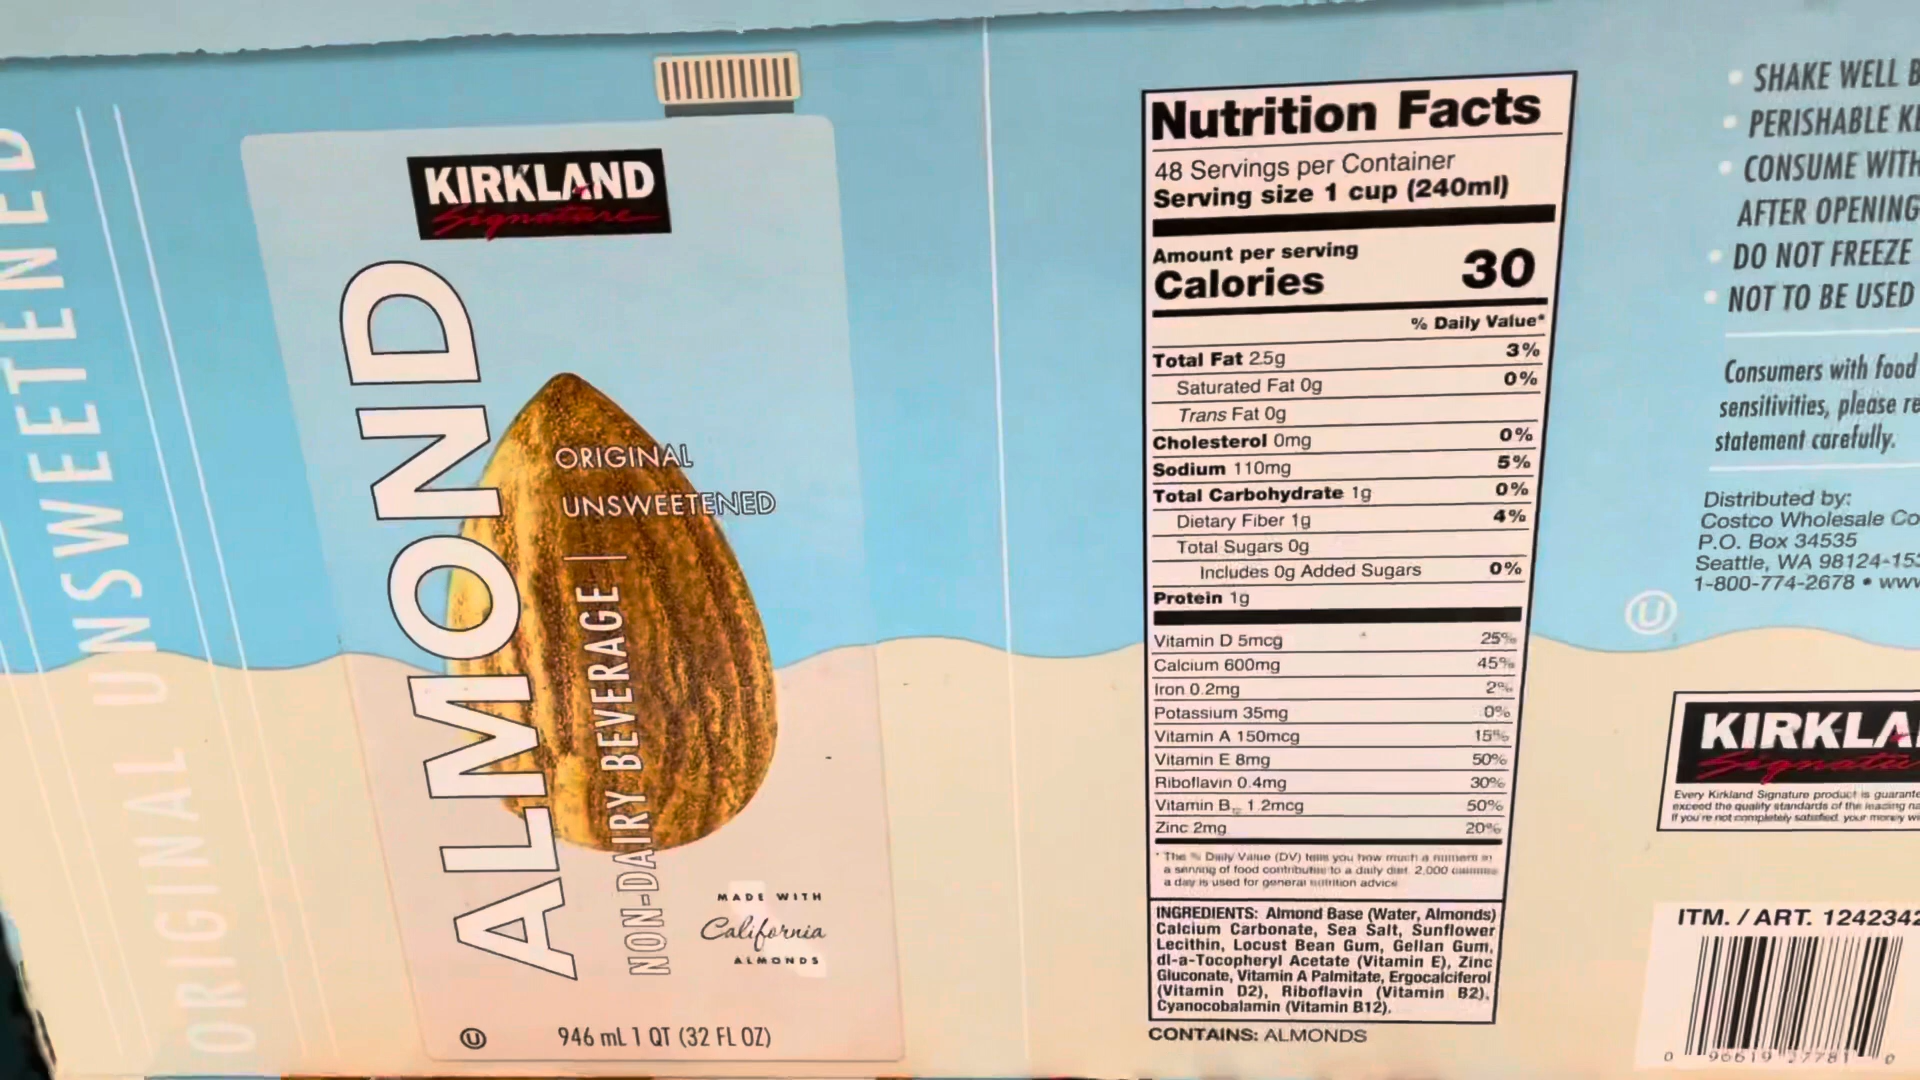 ORIGINAL UNSWEETENED
KIRKLAND
Signature
ALMOND
ORIGINAL
UNSWEETENED
NON-DAIRY BEVERAGE |
MADE WITH
California
ALMONDS
U
946 mL 1 QT (32 FL OZ)
Nutrition Facts
48 Servings per Container
Serving size 1 cup (240ml)
Amount per serving
Calories 30
% Daily Value*
Total Fat 2.5g 3%
Saturated Fat 0g 0%
Trans Fat 0g
Cholesterol 0mg 0%
Sodium 110mg 5%
Total Carbohydrate 1g 0%
Dietary Fiber 1g 4%
Total Sugars 0g
Includes 0g Added Sugars 0%
Protein 1g
Vitamin D 5mcg 25%
Calcium 600mg 45%
Iron 0.2mg 2%
Potassium 35mg 0%
Vitamin A 150mcg 15%
Vitamin E 8mg 50%
Riboflavin 0.4mg 30%
Vitamin B12 1.2mcg 50%
Zinc 2mg 20%
* The % Daily Value (DV) tells you how much a nutrient in
a serving of food contributes to a daily diet. 2,000 calories
a day is used for general nutrition advice
INGREDIENTS: Almond Base (Water, Almonds)
Calcium Carbonate, Sea Salt, Sunflower
Lecithin, Locust Bean Gum, Gellan Gum,
dl-a-Tocopheryl Acetate (Vitamin E), Zinc
Gluconate, Vitamin A Palmitate, Ergocalciferol
(Vitamin D2), Riboflavin (Vitamin B2),
Cyanocobalamin (Vitamin B12).
CONTAINS: ALMONDS
• SHAKE WELL B
• PERISHABLE KE
• CONSUME WITH
AFTER OPENING
• DO NOT FREEZE
• NOT TO BE USED
Consumers with food
sensitivities, please re
statement carefully.
Distributed by:
Costco Wholesale Co
P.O. Box 34535
Seattle, WA 98124-15
1-800-774-2678 • www
U
KIRKLA
Signatu
Every Kirkland Signature product is guarante
exceed the quality standards of the leading na
If you're not completely satisfied, your money wi
ITM. / ART. 1242342
0 96619 27781 0